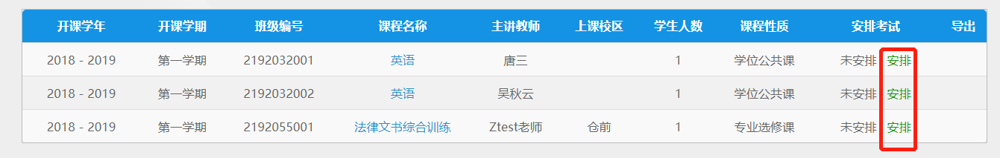 开课学年 开课学期 班级编号 课程名称 主讲教师 上课校区 学生人数 课程性质 安排考试 导出
2018 - 2019 第一学期 2192032001 英语 唐三 1 学位公共课 未安排 安排
2018 - 2019 第一学期 2192032002 英语 吴秋云 1 学位公共课 未安排 安排
2018 - 2019 第一学期 2192055001 法律文书综合训练 Ztest老师 仓前 1 专业选修课 未安排 安排